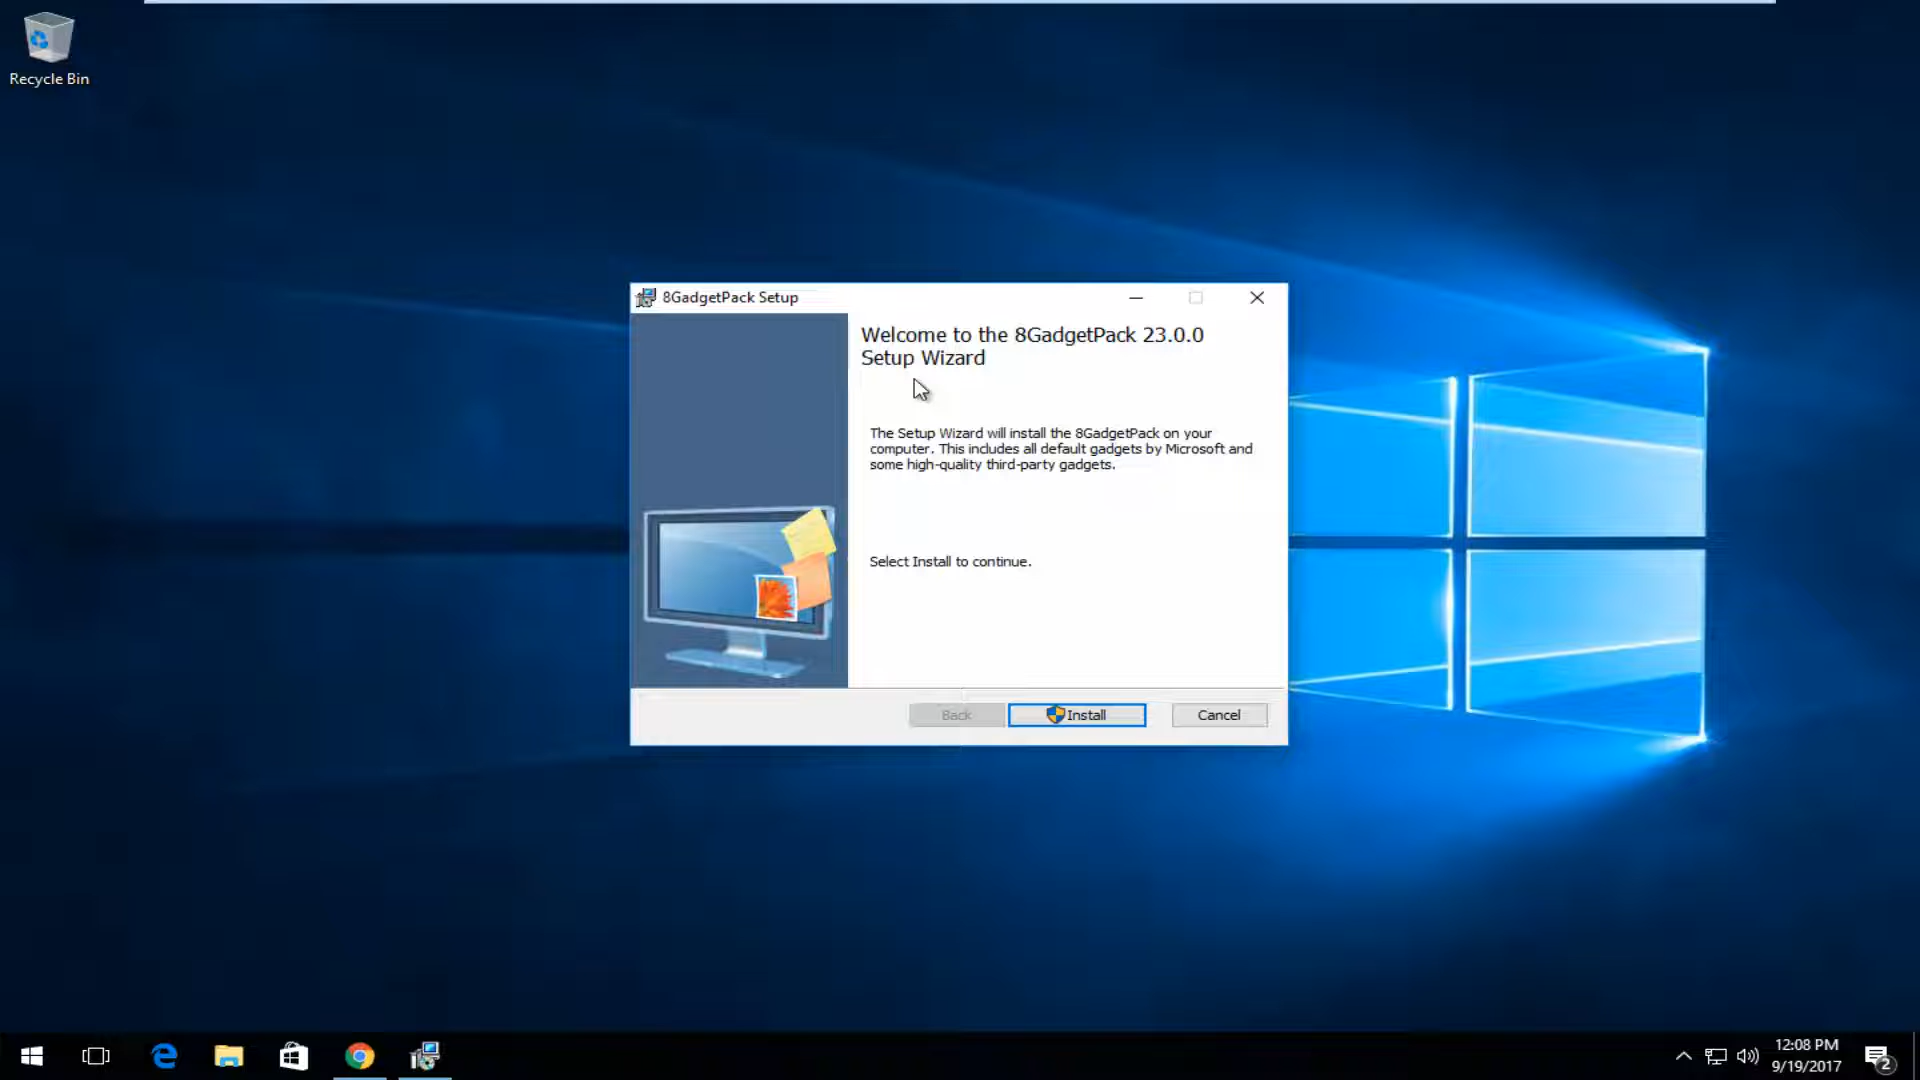 Recycle Bin
8GadgetPack Setup
Welcome to the 8GadgetPack 23.0.0
Setup Wizard
The Setup Wizard will install the 8GadgetPack on your
computer. This includes all default gadgets by Microsoft and
some high-quality third-party gadgets.
Select Install to continue.
Back
Install
Cancel
12:08 PM
9/19/2017
2